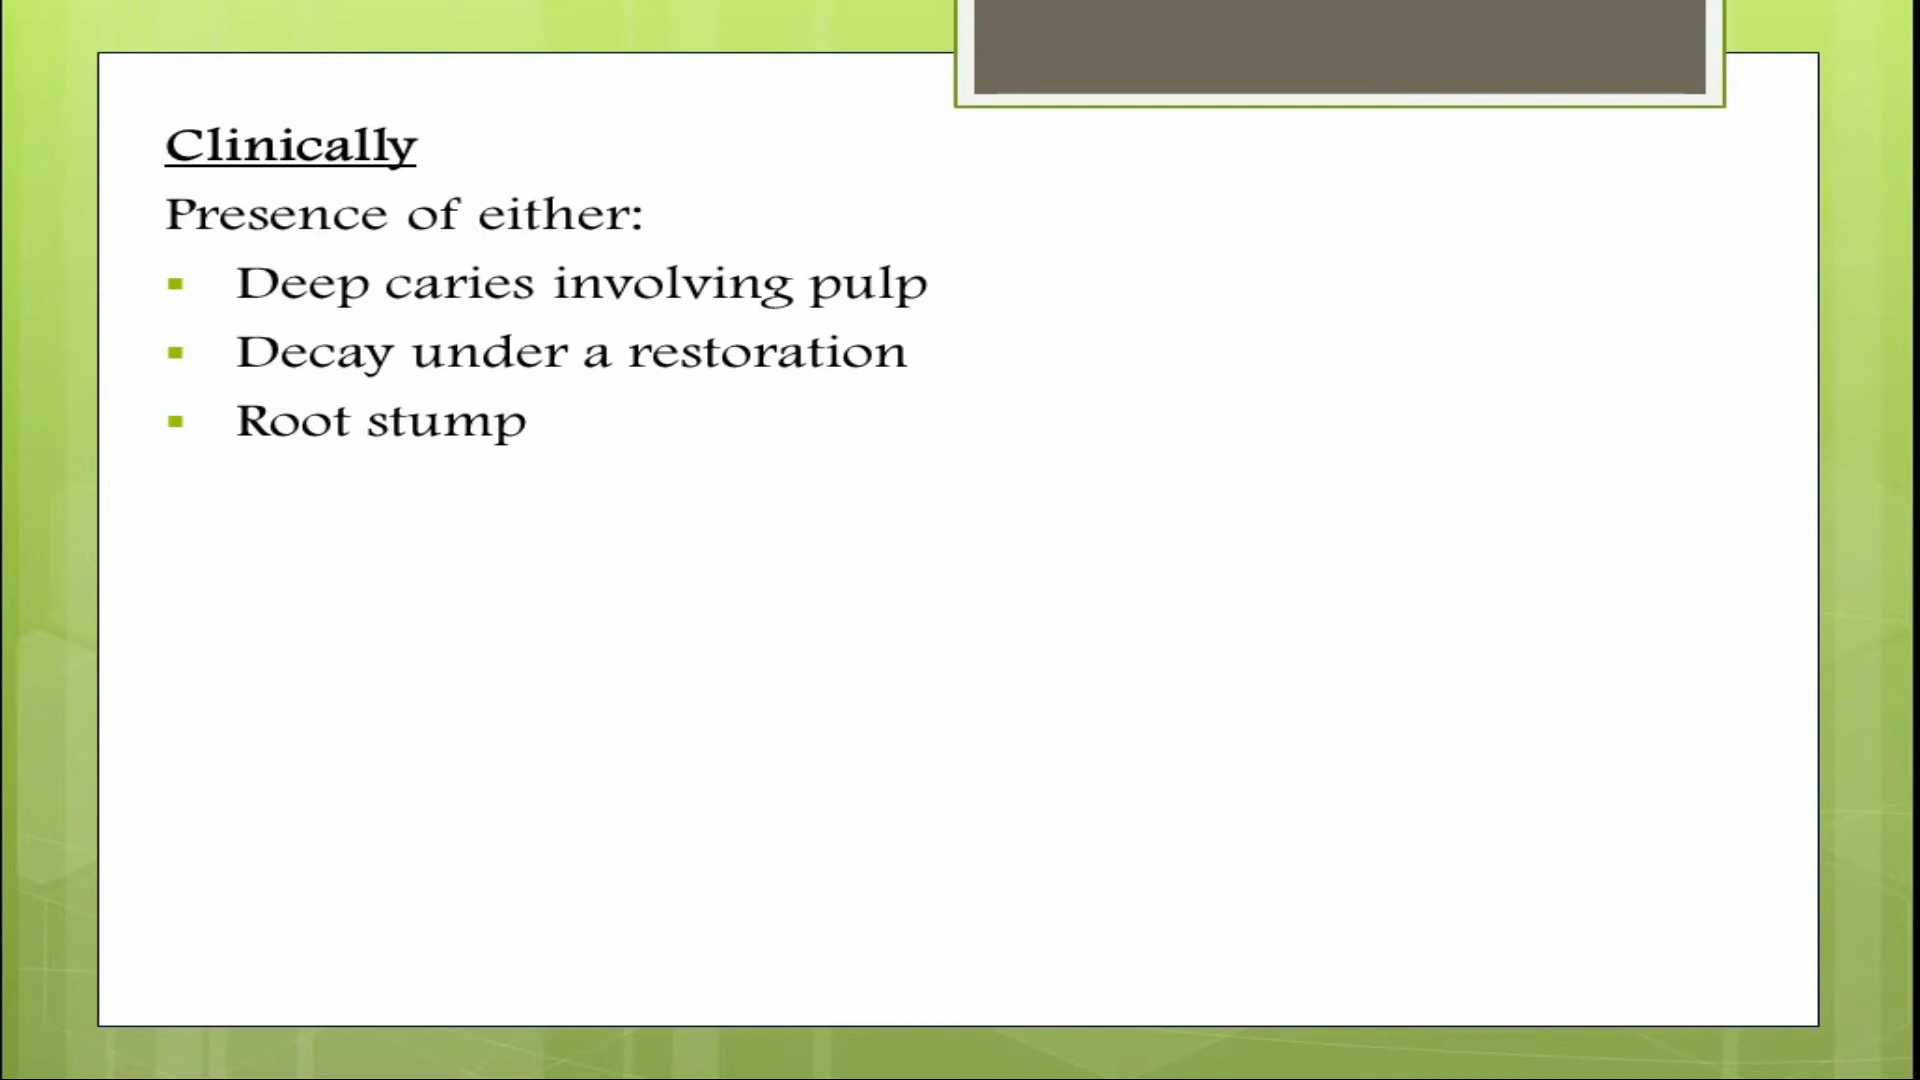 Clinically
Presence of either:
▪ Deep caries involving pulp
▪ Decay under a restoration
▪ Root stump